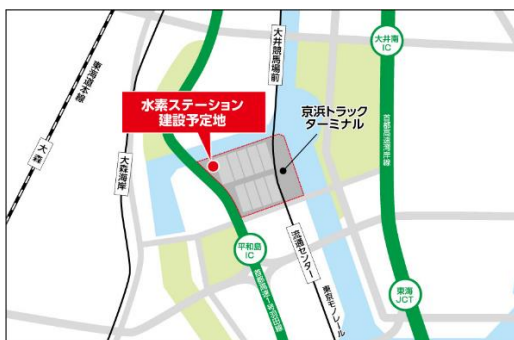 東海道本線
大森
大森海岸
水素ステーション
建設予定地
大井競馬場前
京浜トラック
ターミナル
大井南
IC
首都高速湾岸線
平和島
IC
首都高速1号羽田線
流通センター
東京モノレール
東海
JCT